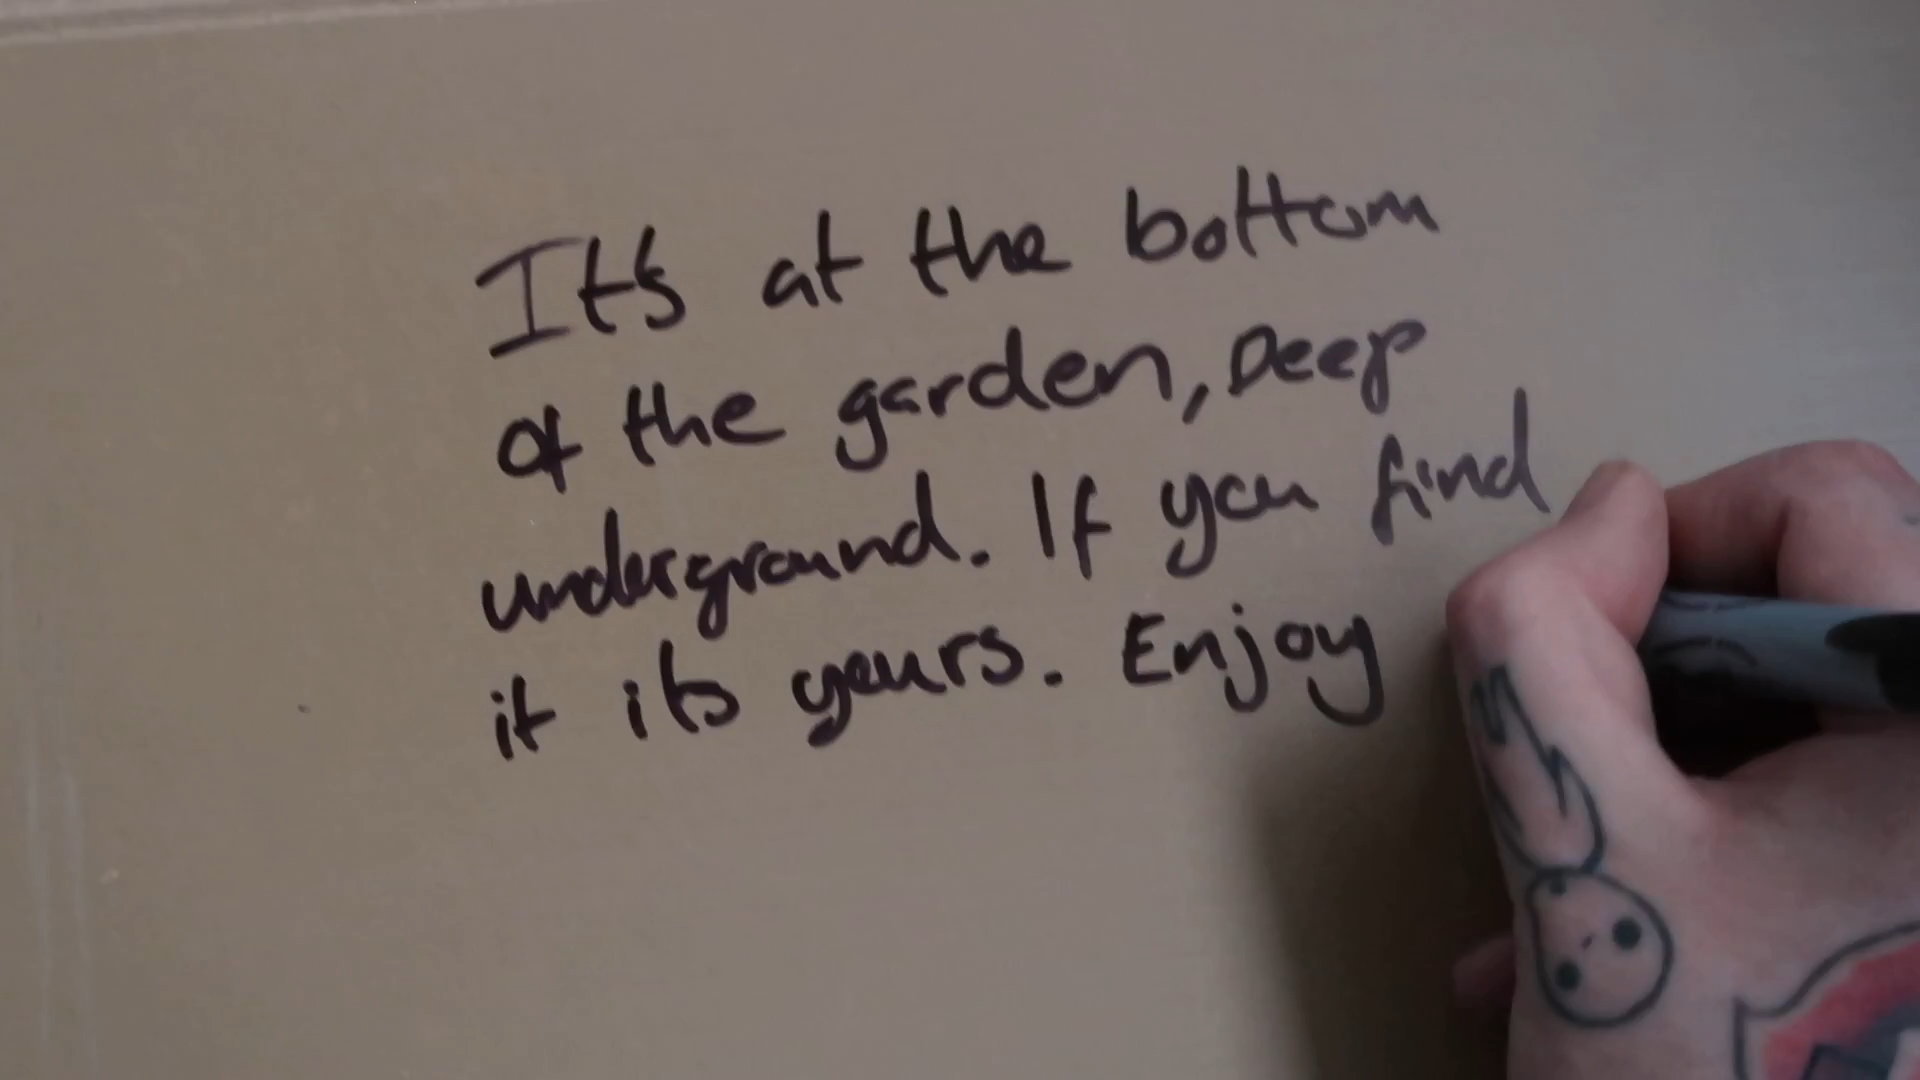 It's at the bottom
of the garden, Deep
underground. If you find
it its yours. Enjoy